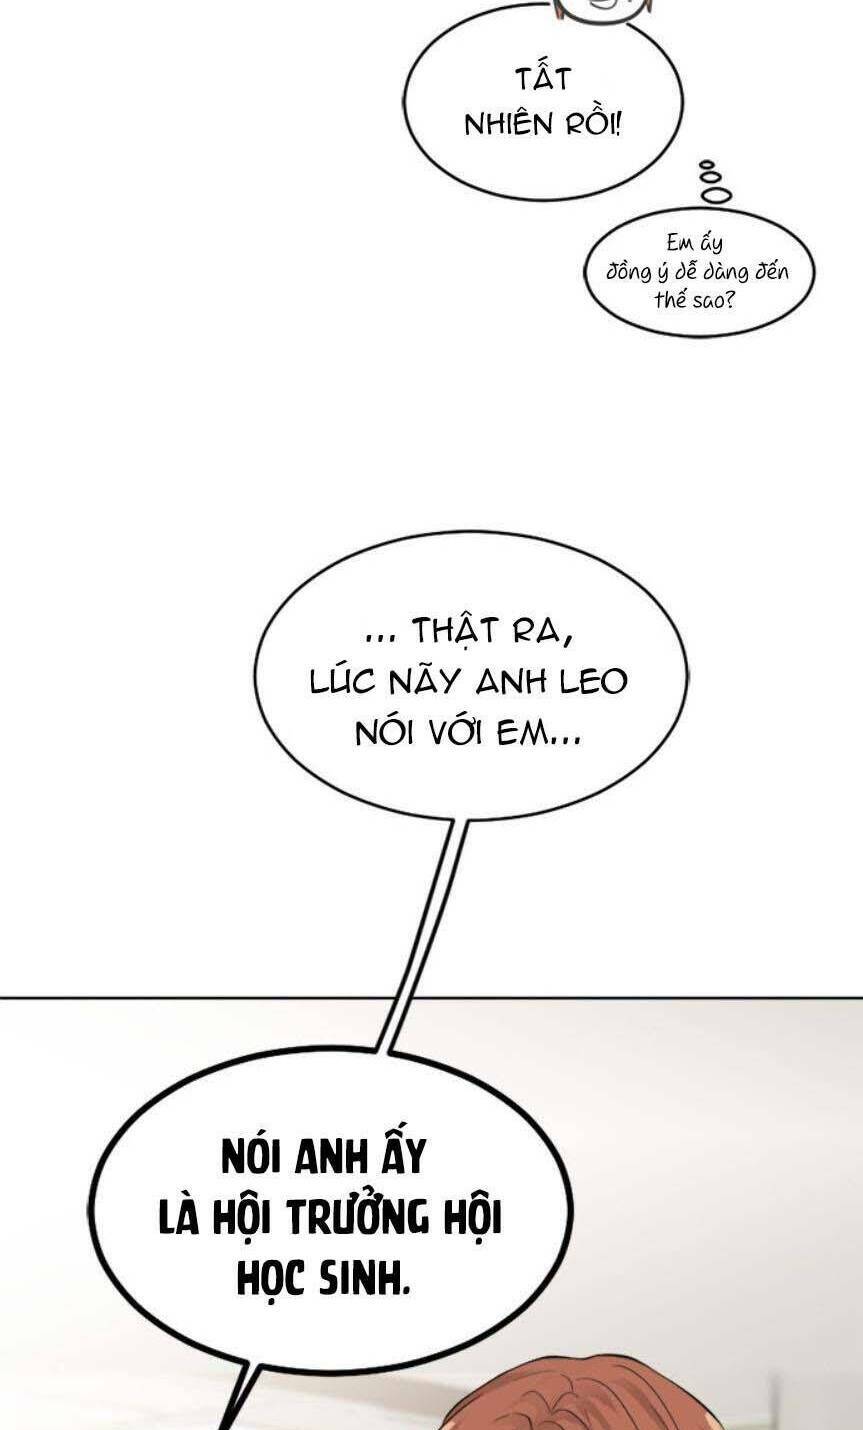 TẤT
NHIÊN RỒI!
Em ấy
đồng ý dễ dàng đến
thế sao?
... THẬT RA,
LÚC NÃY ANH LEO
NÓI VỚI EM...
NÓI ANH ẤY
LÀ HỘI TRƯỞNG HỘI
HỌC SINH.